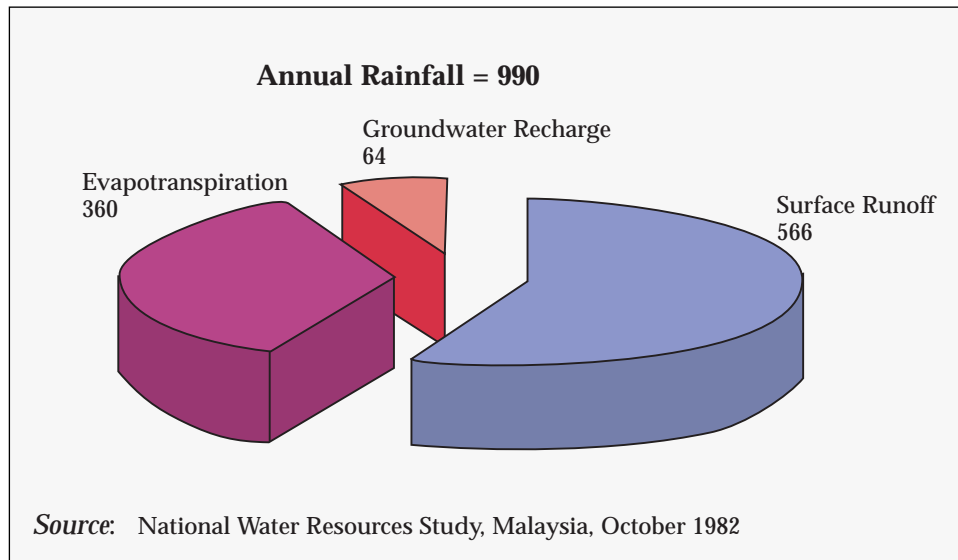 Annual Rainfall = 990
Groundwater Recharge
64
Evapotranspiration
360
Surface Runoff
566
Source: National Water Resources Study, Malaysia, October 1982